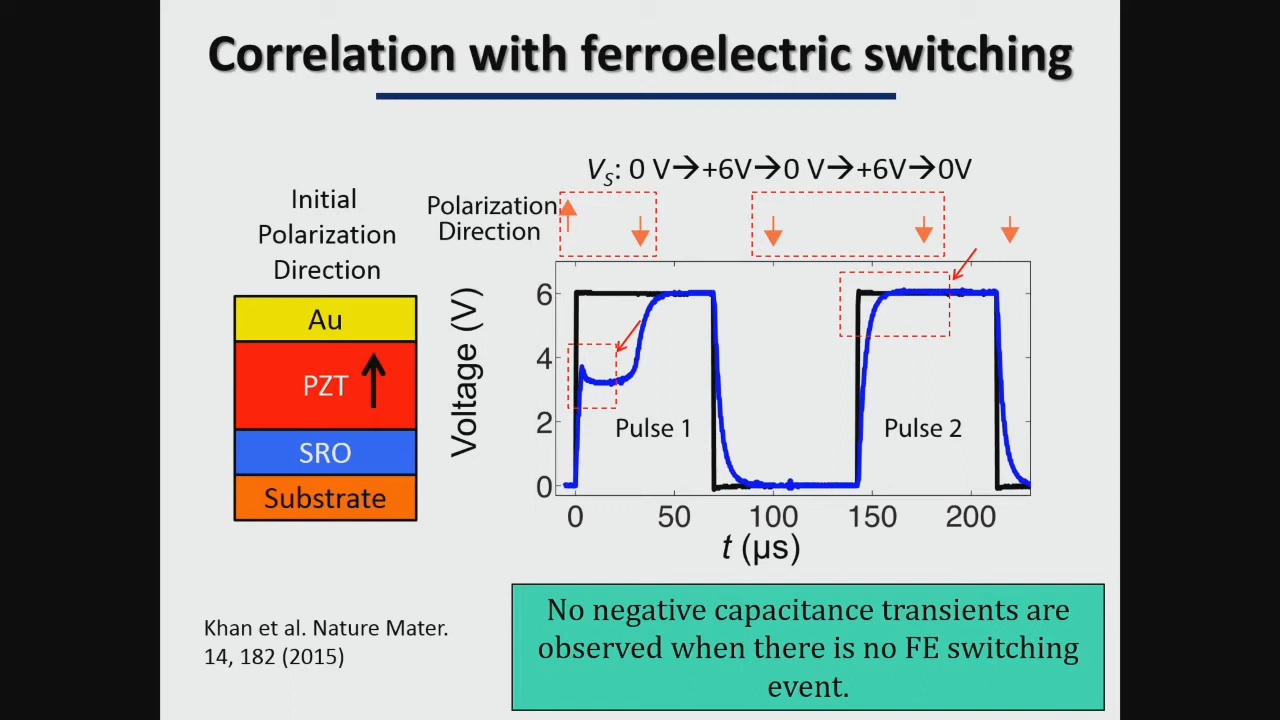 Correlation with ferroelectric switching
V_S: 0 V→+6V→0 V→+6V→0V
Initial
Polarization
Direction
Polarization
Direction
Au
PZT
SRO
Substrate
Voltage (V)
6
4
2
0
Pulse 1
Pulse 2
0 50 100 150 200
t (μs)
Khan et al. Nature Mater.
14, 182 (2015)
No negative capacitance transients are
observed when there is no FE switching
event.